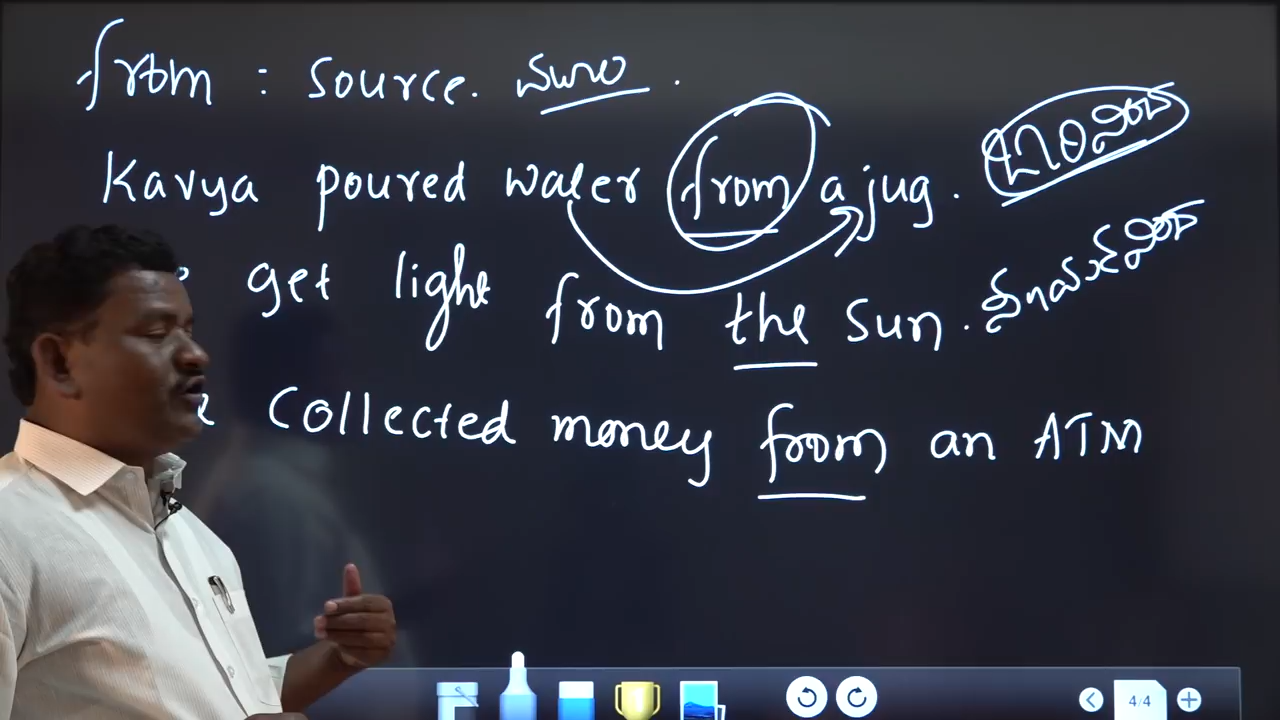 from : source. ಮೂಲ.
Kavya poured water from a jug.
get light from the sun.
collected money from an ATM
4/4